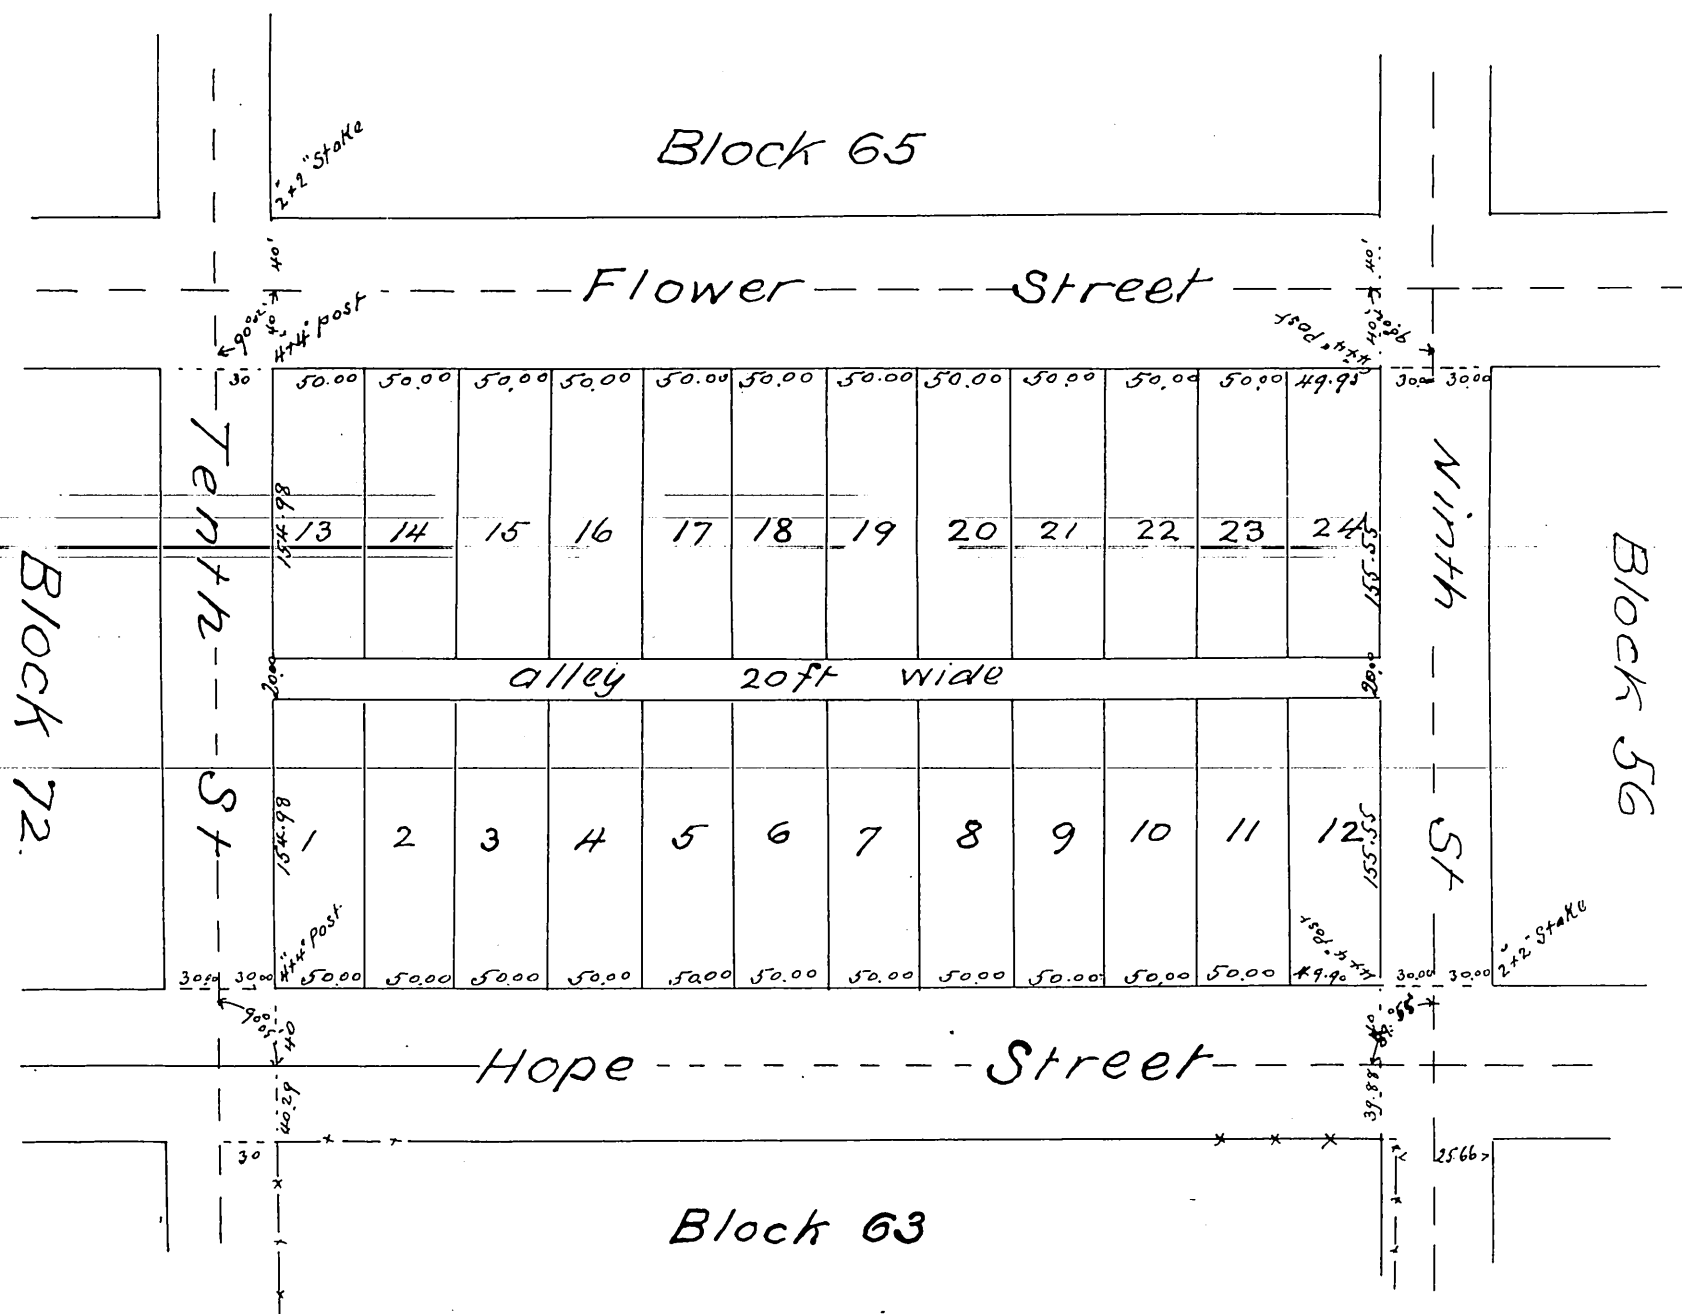 Block 65
2"x2" Stake
40'
40'
Flower Street
90°02'
40'
4"x4" post
40'
90°02'
4"x4" Post
30
50.00 50.00 50.00 50.00 50.00 50.00 50.00 50.00 50.00 50.00 50.00 49.95
30.00 30.00
Tenth St
Ninth St
Block 72.
Block 56
154.98
13 14 15 16 17 18 19 20 21 22 23 24
155.55
20.00
alley 20ft wide
20.00
154.98
1 2 3 4 5 6 7 8 9 10 11 12
155.55
4"x4" Post.
4"x4" Post
2"x2" Stake
30.00 30.00
50.00 50.00 50.00 50.00 50.00 50.00 50.00 50.00 50.00 50.00 50.00 49.90
30.00 30.00
90°05'
40
40
Hope Street
40.29
39.885
30
25.66
Block 63